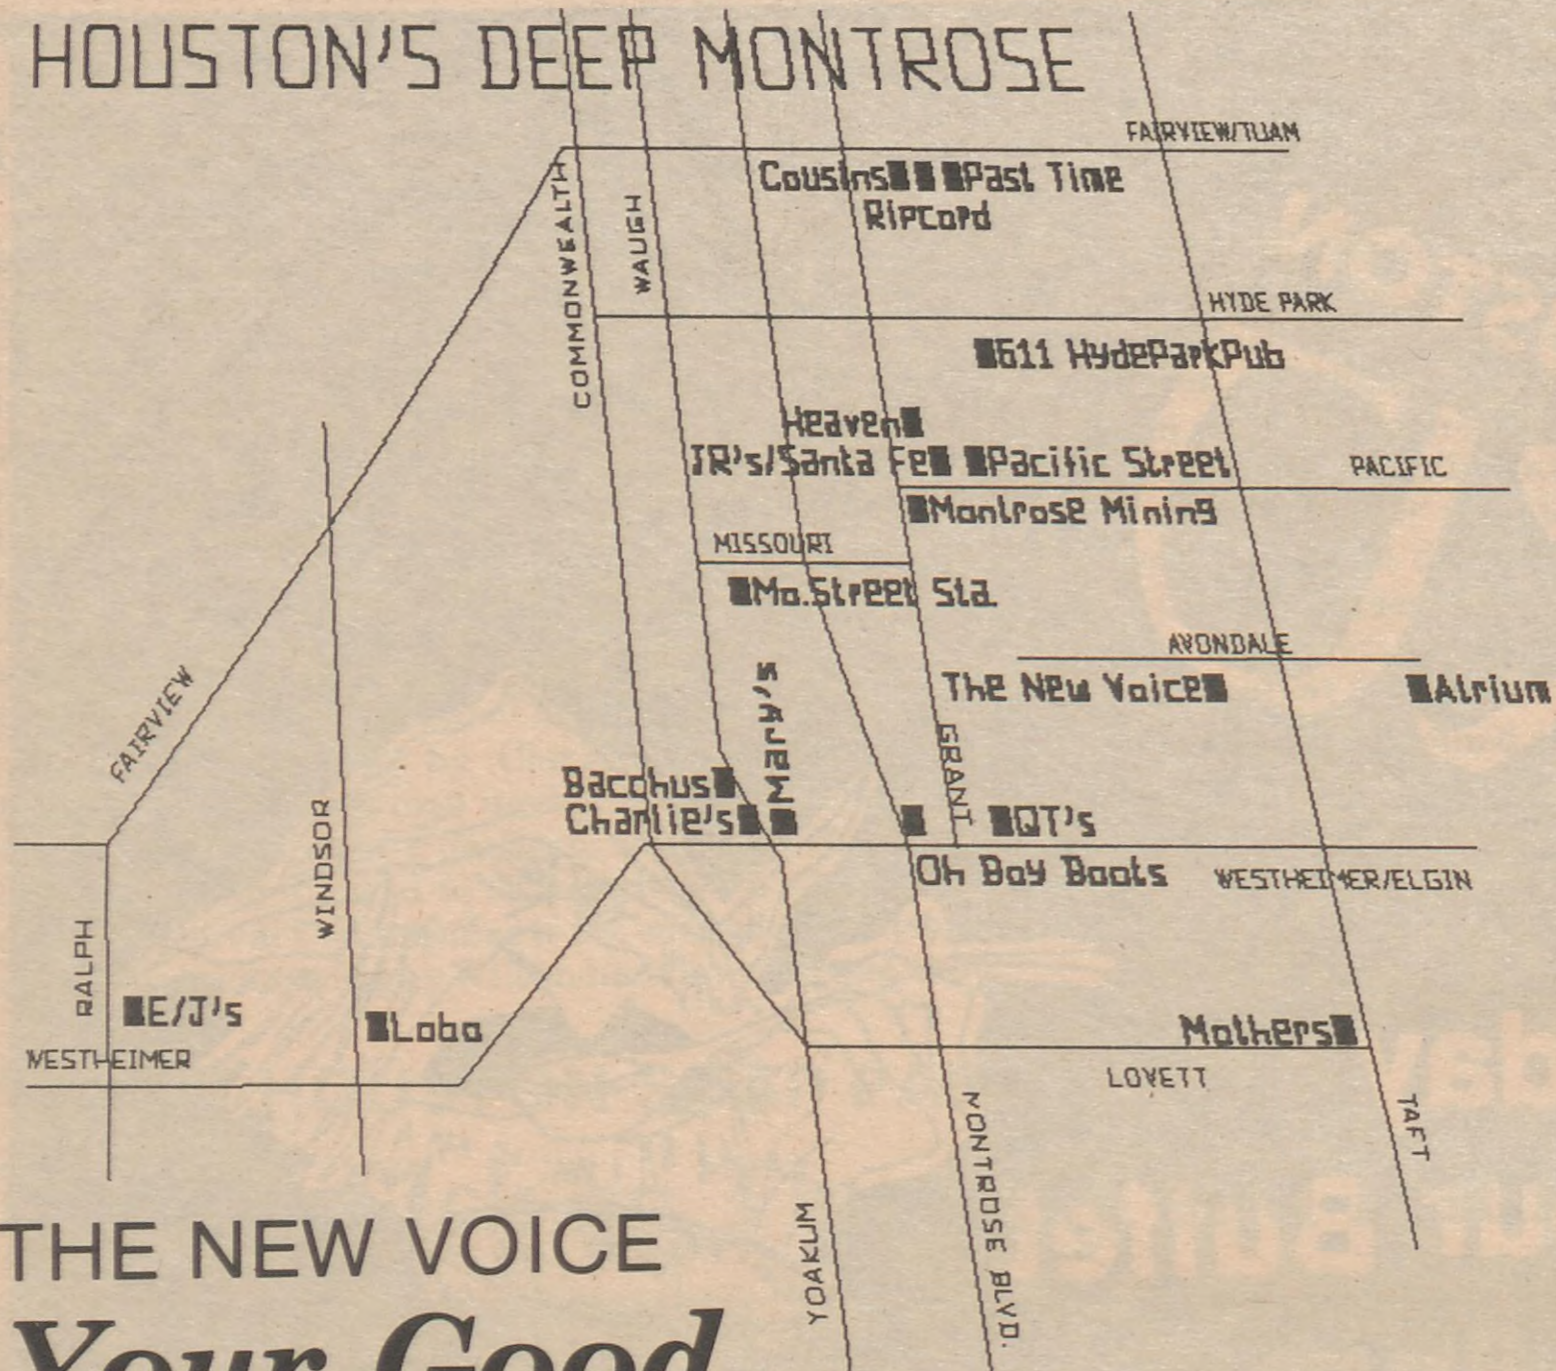 HOUSTON'S DEEP MONTROSE
FAIRVIEW/TUAM
Cousins Past Time
Ripcord
COMMONWEALTH
WAUGH
HYDE PARK
611 HydeParkPub
Heaven
JR's/Santa Fe Pacific Street
PACIFIC
Montrose Mining
MISSOURI
Mo.Street Sta.
AVONDALE
The New Voice Atrium
FAIRVIEW
Mary's
GRANT
Bacchus
Charlie's QT's
WINDSOR
Oh Boy Boots
WESTHEIMER/ELGIN
RALPH
E/J's
Lobo
Mothers
WESTHEIMER
LOVETT
TAFT
MONTROSE BLVD.
YOAKUM
THE NEW VOICE
Your Good